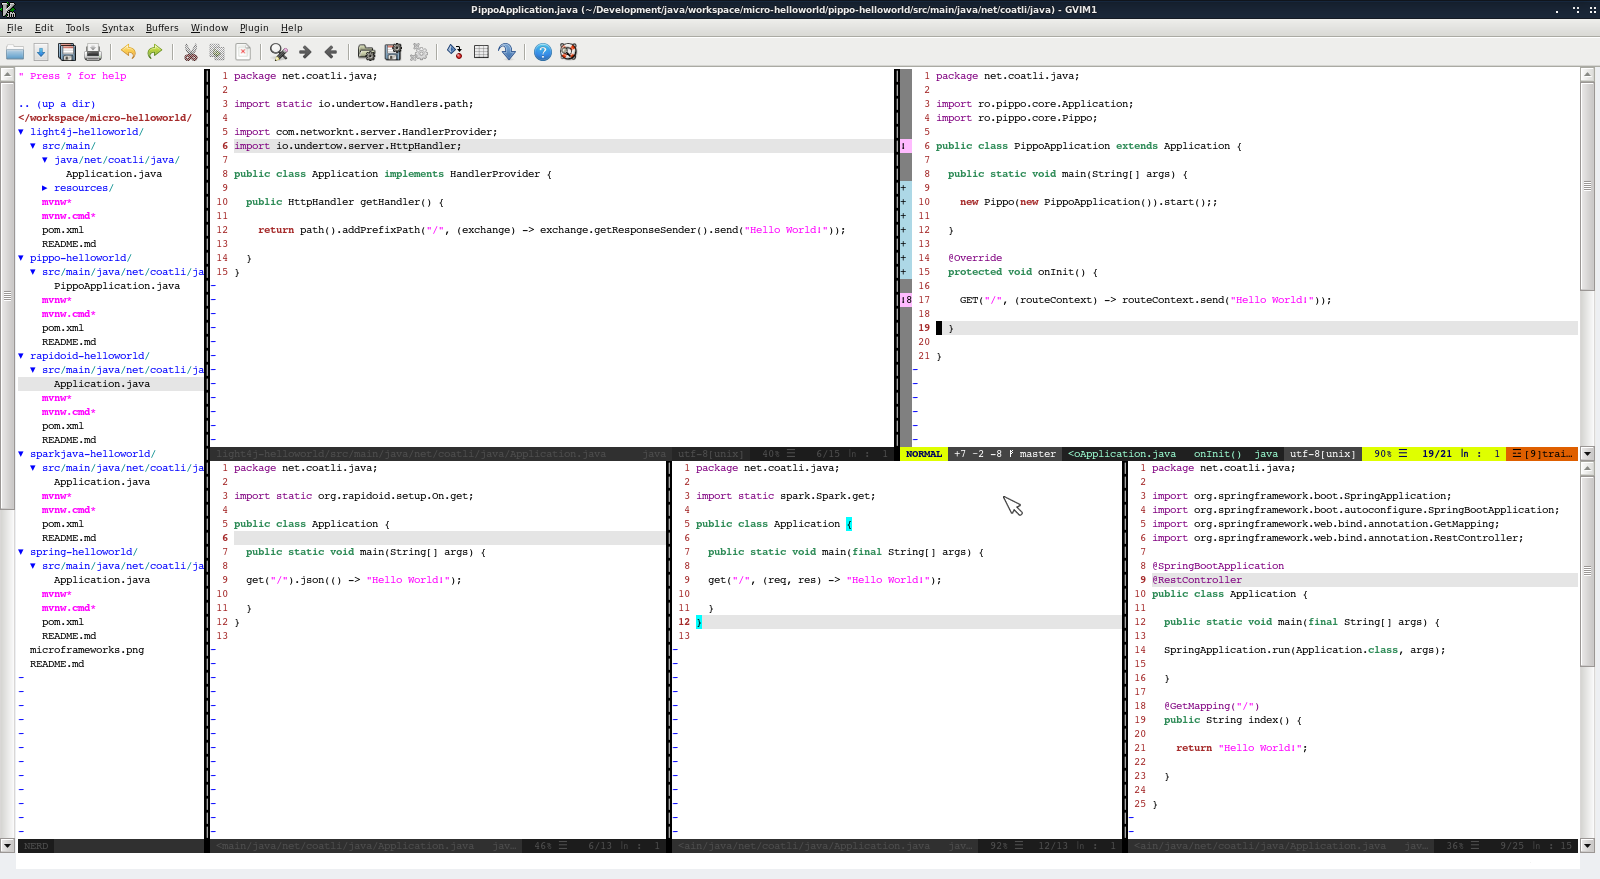 PippoApplication.java (~/Development/java/workspace/micro-helloworld/pippo-helloworld/src/main/java/net/coatli/java) - GVIM1
File Edit Tools Syntax Buffers Window Plugin Help
" Press ? for help
.. (up a dir)
</workspace/micro-helloworld/
▼ light4j-helloworld/
▼ src/main/
▼ java/net/coatli/java/
Application.java
▶ resources/
mvnw*
mvnw.cmd*
pom.xml
README.md
▼ pippo-helloworld/
▼ src/main/java/net/coatli/ja
PippoApplication.java
mvnw*
mvnw.cmd*
pom.xml
README.md
▼ rapidoid-helloworld/
▼ src/main/java/net/coatli/ja
Application.java
mvnw*
mvnw.cmd*
pom.xml
README.md
▼ sparkjava-helloworld/
▼ src/main/java/net/coatli/ja
Application.java
mvnw*
mvnw.cmd*
pom.xml
README.md
▼ spring-helloworld/
▼ src/main/java/net/coatli/ja
Application.java
mvnw*
mvnw.cmd*
pom.xml
README.md
microframeworks.png
README.md
NERD
1 package net.coatli.java;
2
3 import static io.undertow.Handlers.path;
4
5 import com.networknt.server.HandlerProvider;
6 import io.undertow.server.HttpHandler;
7
8 public class Application implements HandlerProvider {
9
10 public HttpHandler getHandler() {
11
12 return path().addPrefixPath("/", (exchange) -> exchange.getResponseSender().send("Hello World!"));
13
14 }
15 }
light4j-helloworld/src/main/java/net/coatli/java/Application.java java utf-8[unix] 40% ☰ 6/15 ln : 1
1 package net.coatli.java;
2
3 import ro.pippo.core.Application;
4 import ro.pippo.core.Pippo;
5
! 6 public class PippoApplication extends Application {
7
8 public static void main(String[] args) {
+ 9
+ 10 new Pippo(new PippoApplication()).start();;
+ 11
+ 12 }
+ 13
+ 14 @Override
+ 15 protected void onInit() {
16
!8 17 GET("/", (routeContext) -> routeContext.send("Hello World!"));
18
19 }
20
21 }
NORMAL +7 ~2 -8 master <oApplication.java onInit() java utf-8[unix] 90% ☰ 19/21 ln : 1 ☲ [9]trai…
1 package net.coatli.java;
2
3 import static org.rapidoid.setup.On.get;
4
5 public class Application {
6
7 public static void main(String[] args) {
8
9 get("/").json(() -> "Hello World!");
10
11 }
12 }
13
<main/java/net/coatli/java/Application.java jav… 46% ☰ 6/13 ln : 1
1 package net.coatli.java;
2
3 import static spark.Spark.get;
4
5 public class Application {
6
7 public static void main(final String[] args) {
8
9 get("/", (req, res) -> "Hello World!");
10
11 }
12 }
13
<ain/java/net/coatli/java/Application.java jav… 92% ☰ 12/13 ln : 1
1 package net.coatli.java;
2
3 import org.springframework.boot.SpringApplication;
4 import org.springframework.boot.autoconfigure.SpringBootApplication;
5 import org.springframework.web.bind.annotation.GetMapping;
6 import org.springframework.web.bind.annotation.RestController;
7
8 @SpringBootApplication
9 @RestController
10 public class Application {
11
12 public static void main(final String[] args) {
13
14 SpringApplication.run(Application.class, args);
15
16 }
17
18 @GetMapping("/")
19 public String index() {
20
21 return "Hello World!";
22
23 }
24
25 }
<ain/java/net/coatli/java/Application.java jav… 36% ☰ 9/25 ln : 15